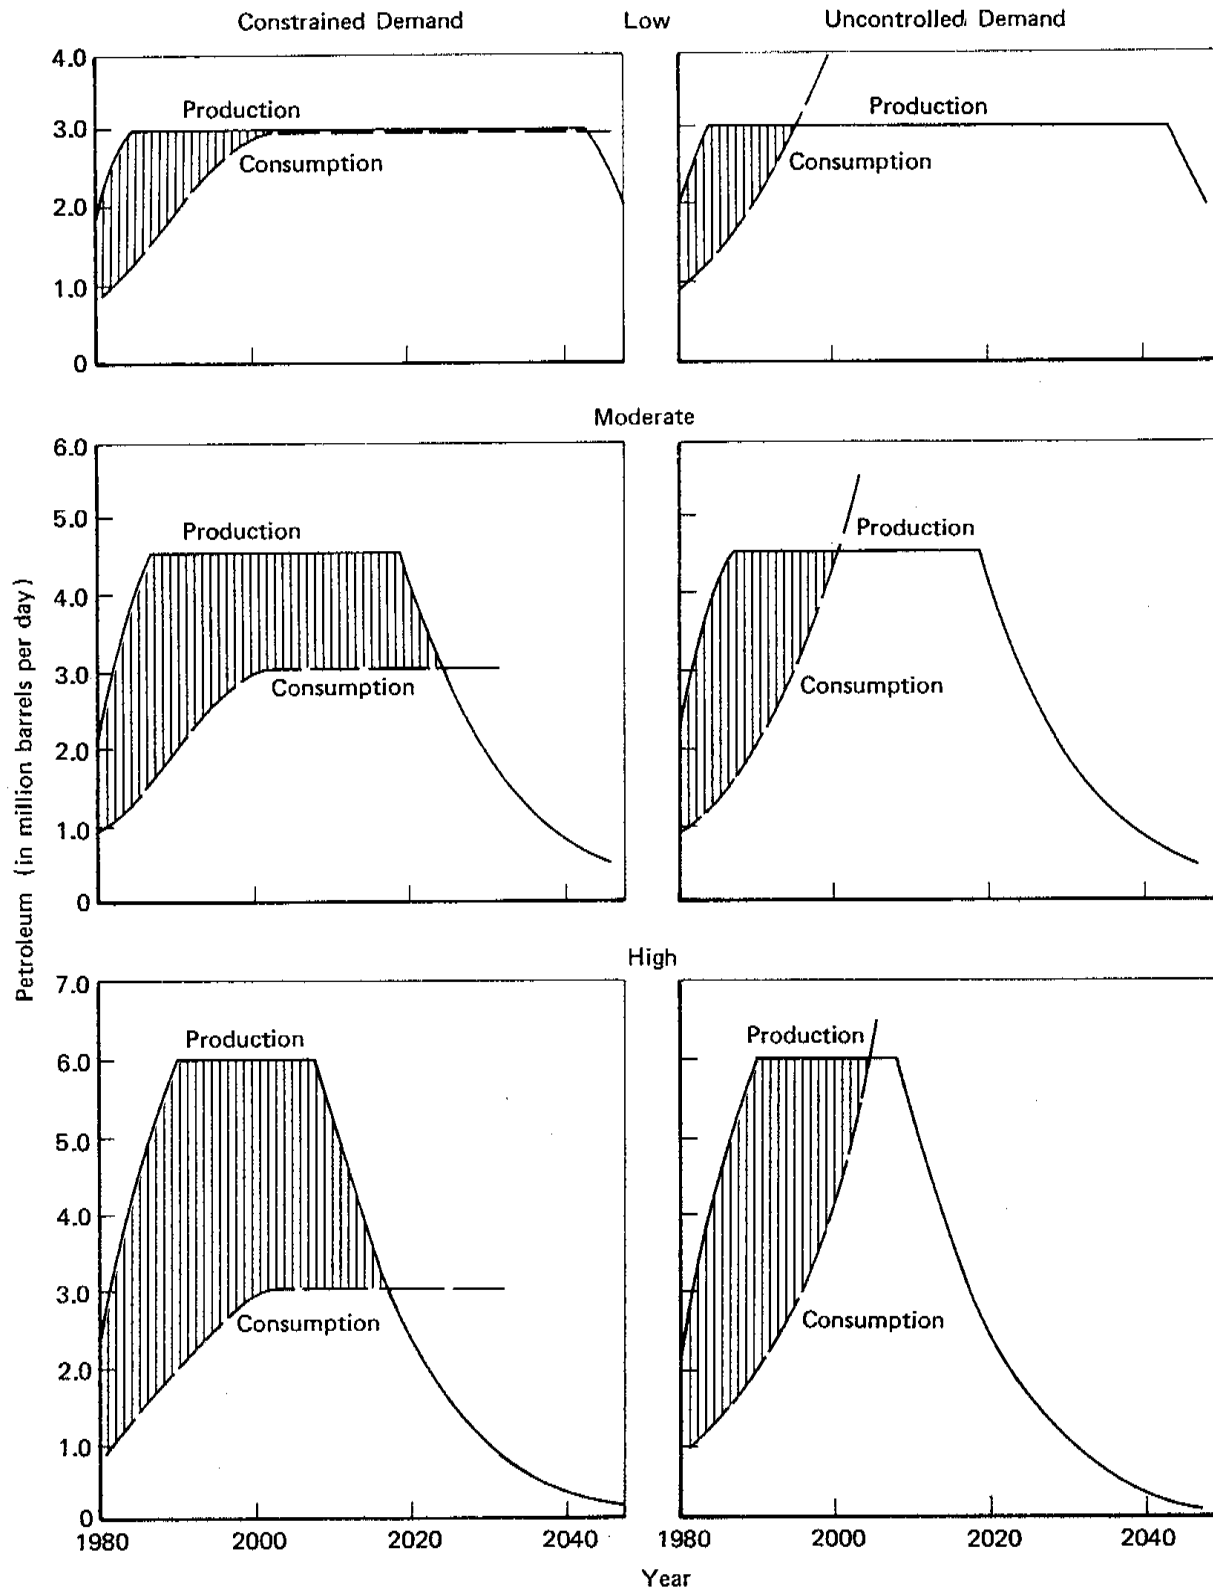 Constrained Demand Low Uncontrolled Demand
4.0
Production
Production
3.0
Consumption
Consumption
2.0
1.0
0
Moderate
6.0
5.0
Production
Production
4.0
3.0
Consumption
Consumption
2.0
1.0
0
Petroleum (in million barrels per day)
High
7.0
Production
Production
6.0
5.0
4.0
3.0
Consumption
Consumption
2.0
1.0
0
1980 2000 2020 2040 1980 2000 2020 2040
Year